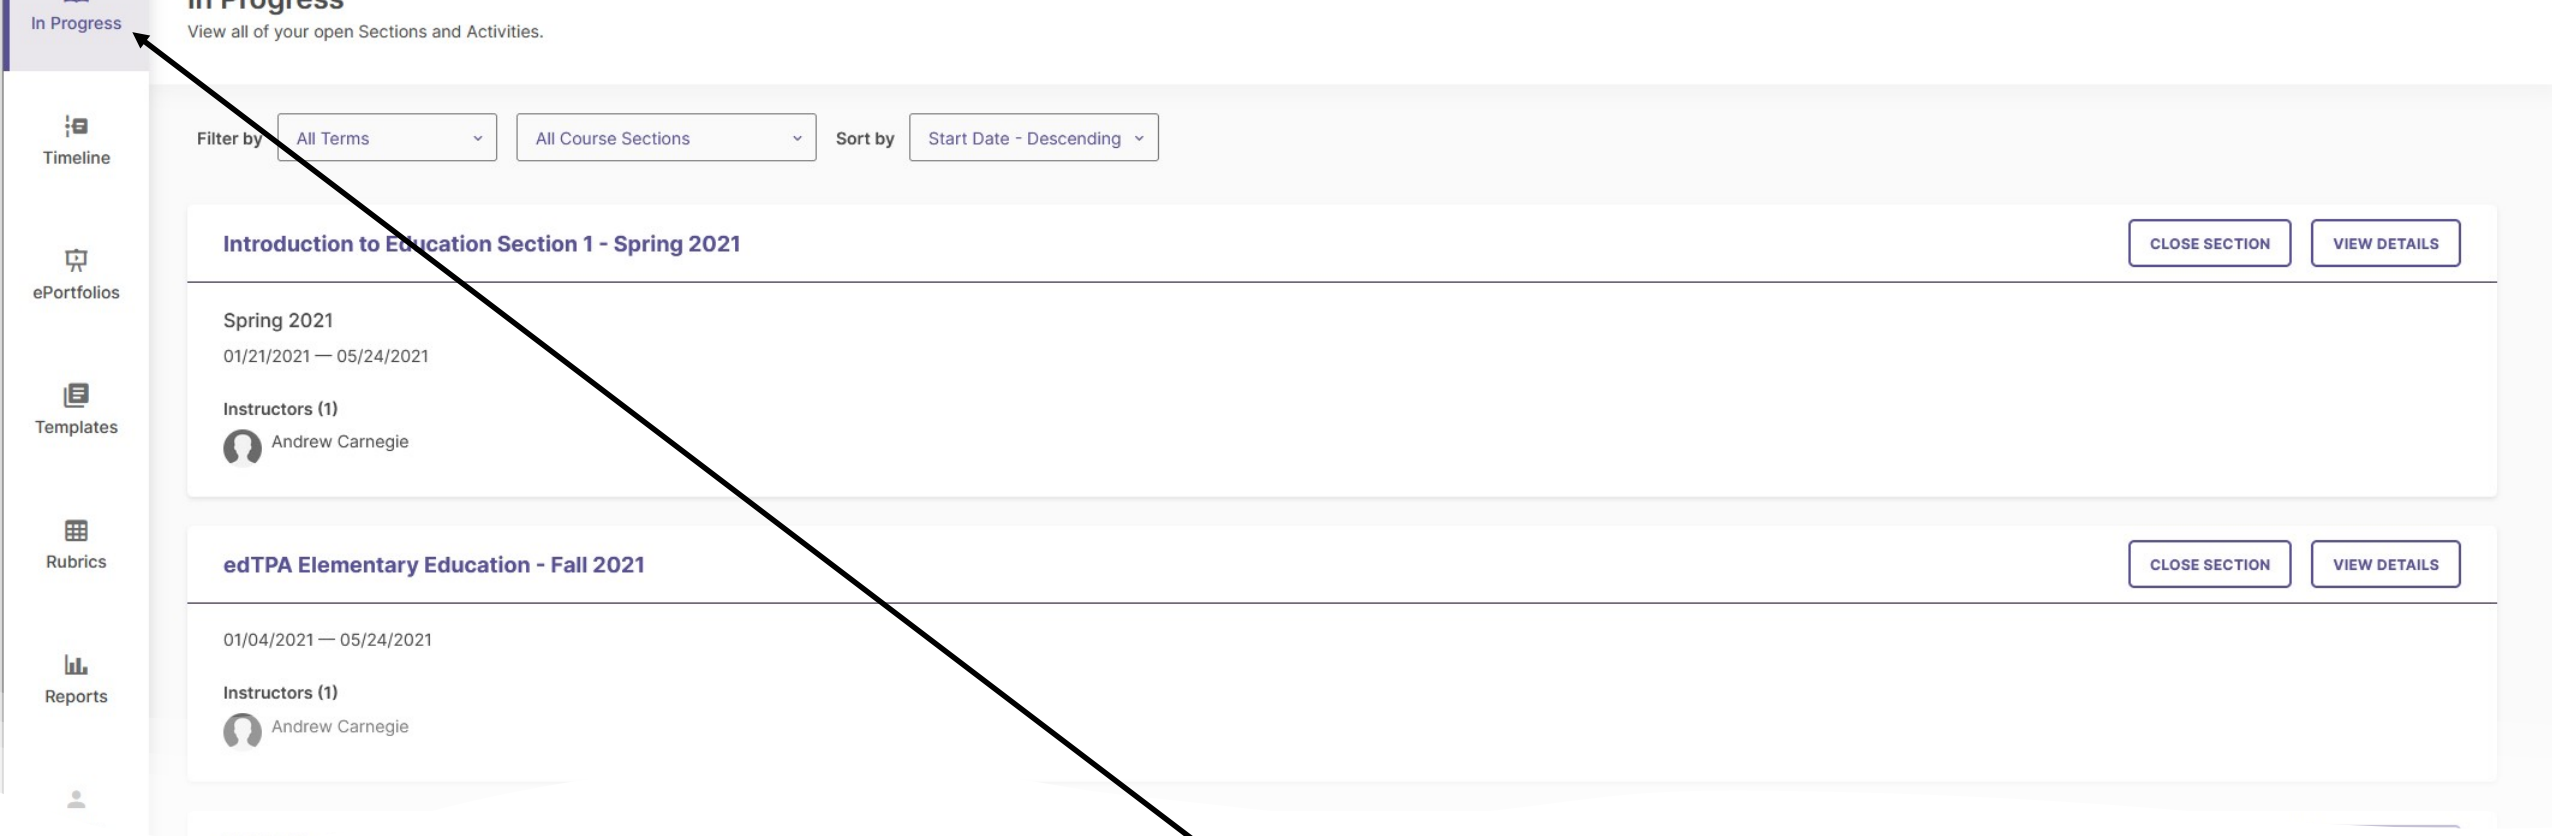 In Progress
In Progress
View all of your open Sections and Activities.
Timeline
ePortfolios
Templates
Rubrics
Reports
Filter by All Terms All Course Sections Sort by Start Date - Descending
Introduction to Education Section 1 - Spring 2021 CLOSE SECTION VIEW DETAILS
Spring 2021
01/21/2021 — 05/24/2021
Instructors (1)
Andrew Carnegie
edTPA Elementary Education - Fall 2021 CLOSE SECTION VIEW DETAILS
01/04/2021 — 05/24/2021
Instructors (1)
Andrew Carnegie